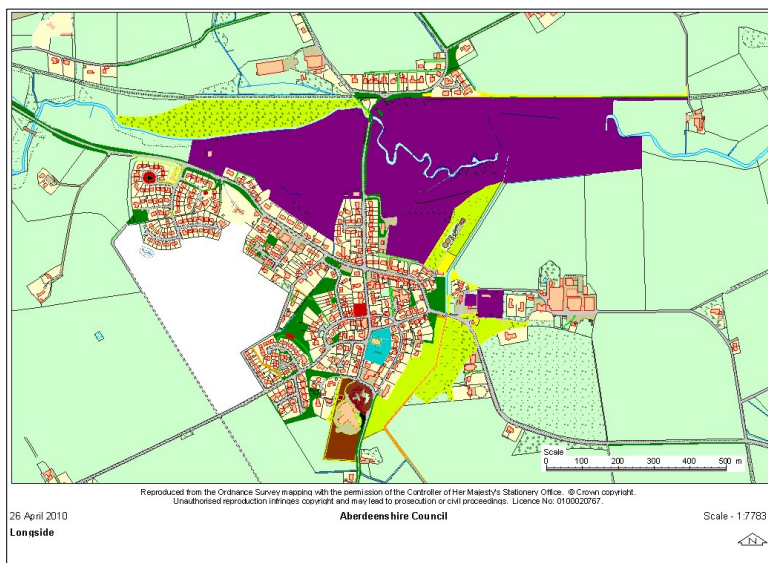 Scale
0 100 200 300 400 500 m
Reproduced from the Ordnance Survey mapping with the permission of the Controller of Her Majesty's Stationery Office. © Crown copyright.
Unauthorised reproduction infringes copyright and may lead to prosecution or civil proceedings. Licence No: 0100020767.
26 April 2010 Aberdeenshire Council Scale - 1:7783
Longside
N